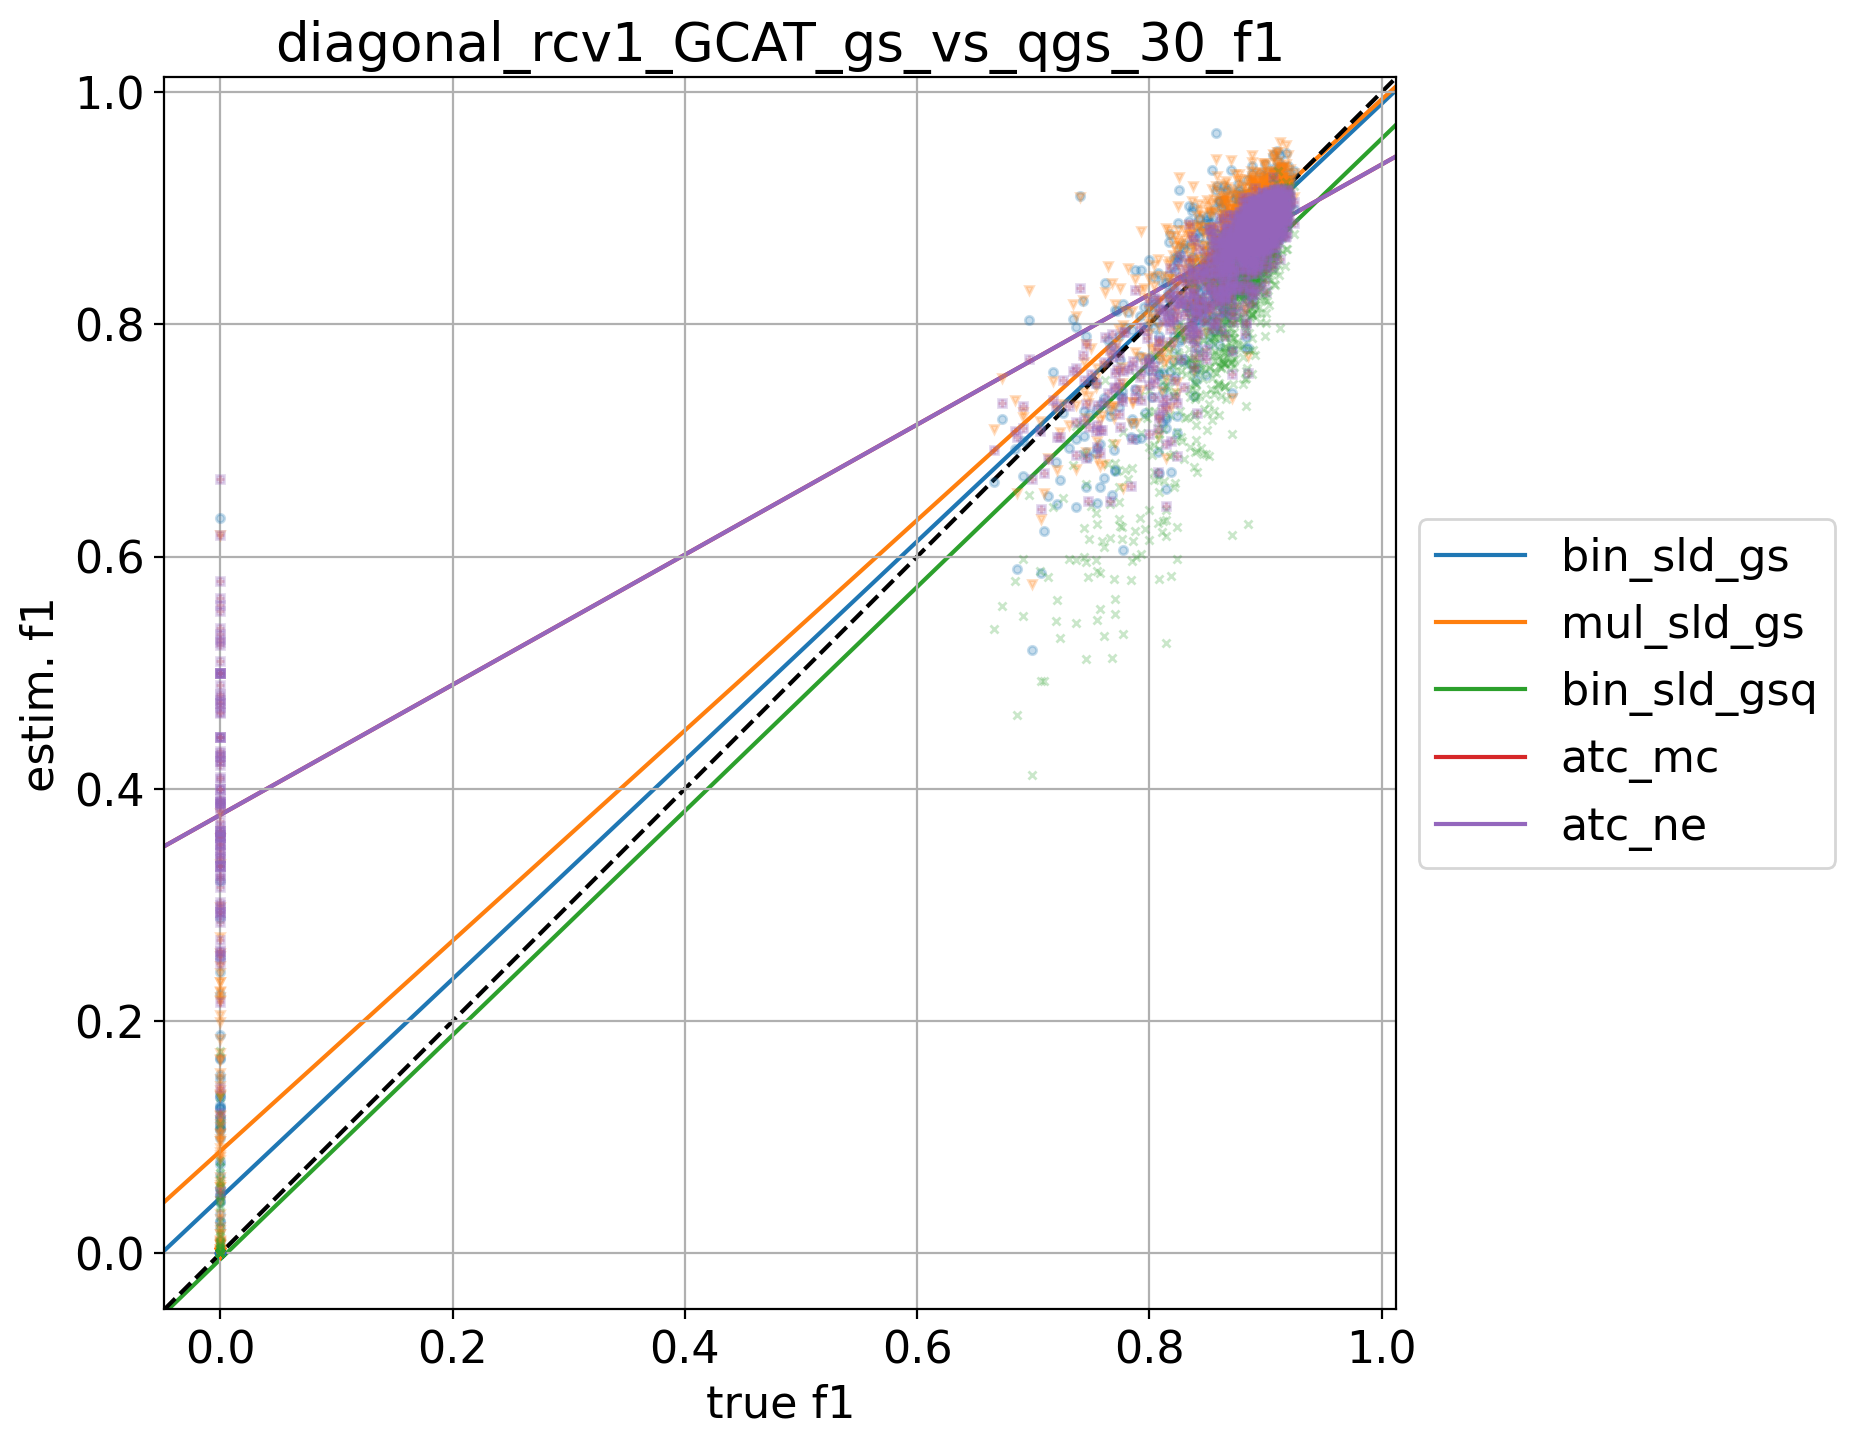 diagonal_rcv1_GCAT_gs_vs_qgs_30_f1
1.0
0.8
0.6
0.4
0.2
0.0
estim. f1
0.0 0.2 0.4 0.6 0.8 1.0
true f1
bin_sld_gs
mul_sld_gs
bin_sld_gsq
atc_mc
atc_ne